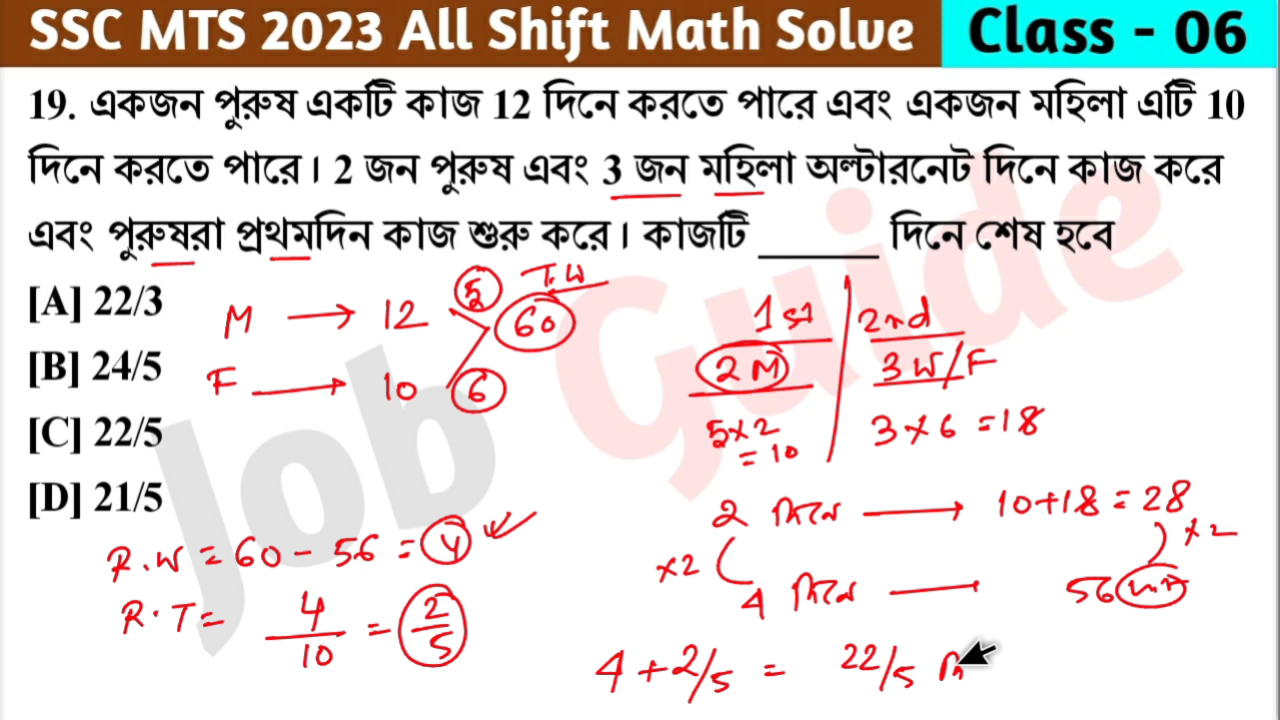 SSC MTS 2023 All Shift Math Solve
Class - 06
19. একজন পুরুষ একটি কাজ 12 দিনে করতে পারে এবং একজন মহিলা এটি 10
দিনে করতে পারে। 2 জন পুরুষ এবং 3 জন মহিলা অল্টারনেট দিনে কাজ করে
এবং পুরুষরা প্রথমদিন কাজ শুরু করে। কাজটি ______ দিনে শেষ হবে
[A] 22/3
[B] 24/5
[C] 22/5
[D] 21/5
M → 12 5 T.W
60
F → 10 6
1st 2nd
2M 3W/F
5×2 3×6 =18
= 10
2 দিনে → 10+18 = 28
×2 ×2
4 দিনে — 56
R.W = 60 - 56 = 4
R.T = 4/10 = 2/5
4 + 2/5 = 22/5
Job Guide